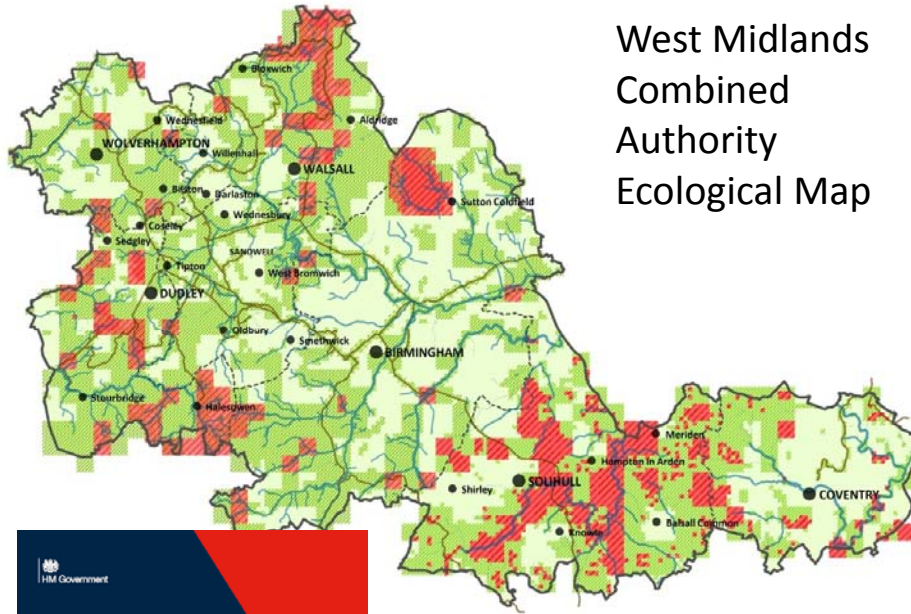 West Midlands
Combined
Authority
Ecological Map
Bloxwich
Wednesfield
Aldridge
WOLVERHAMPTON
Willenhall
WALSALL
Bilston
Darlaston
Sutton Coldfield
Wednesbury
Coseley
Sedgley
SANDWELL
Tipton
West Bromwich
DUDLEY
Oldbury
Smethwick
BIRMINGHAM
Stourbridge
Halesowen
Meriden
Hampton in Arden
SOLIHULL
Shirley
COVENTRY
Balsall Common
Knowle
HM Government